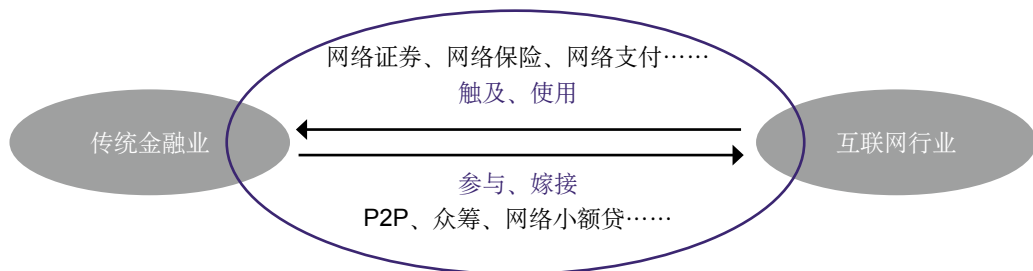 网络证券、网络保险、网络支付……
触及、使用
传统金融业
互联网行业
参与、嫁接
P2P、众筹、网络小额贷……